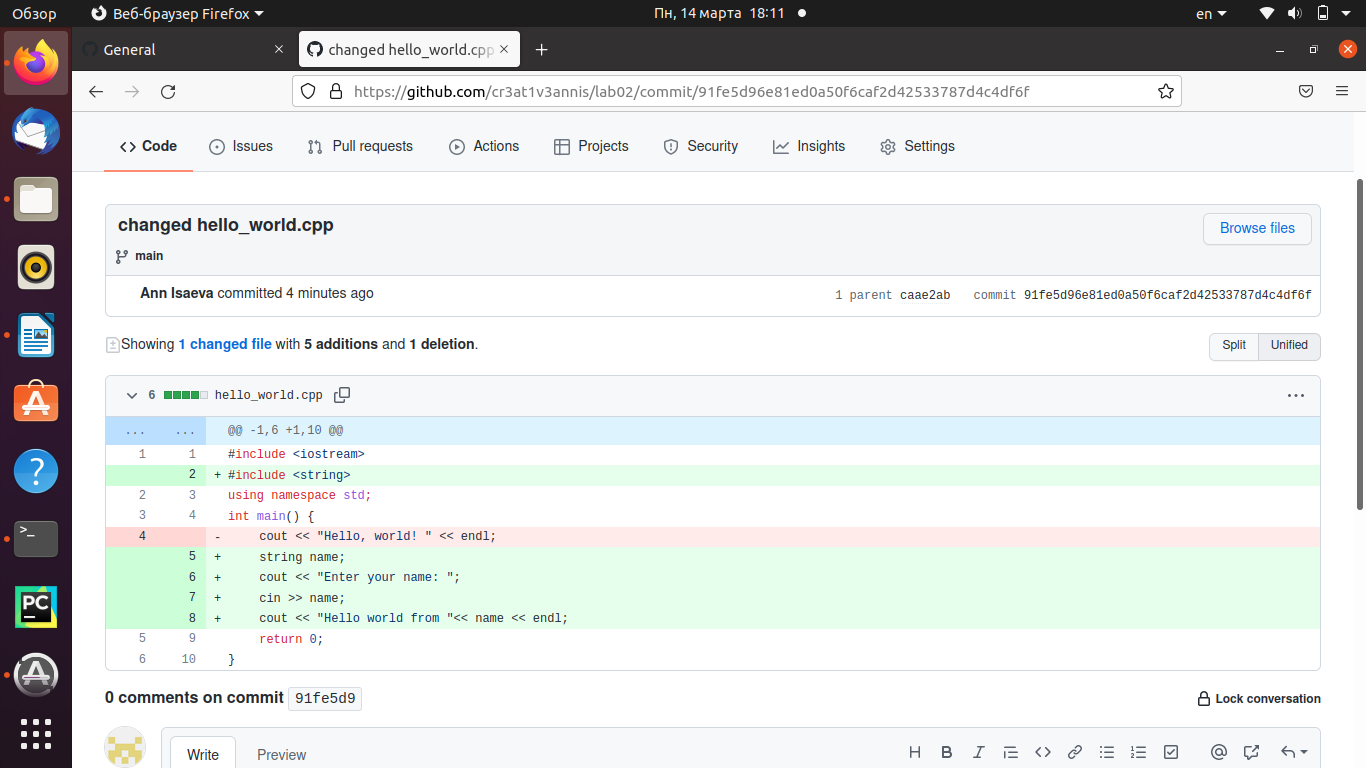 Обзор Веб-браузер Firefox Пн, 14 марта 18:11 en
General changed hello_world.cpp
https://github.com/cr3at1v3annis/lab02/commit/91fe5d96e81ed0a50f6caf2d42533787d4c4df6f
Code Issues Pull requests Actions Projects Security Insights Settings
changed hello_world.cpp Browse files
main
Ann Isaeva committed 4 minutes ago 1 parent caae2ab commit 91fe5d96e81ed0a50f6caf2d42533787d4c4df6f
Showing 1 changed file with 5 additions and 1 deletion. Split Unified
6 hello_world.cpp ...
... ... @@ -1,6 +1,10 @@
1 1 #include <iostream>
2 + #include <string>
2 3 using namespace std;
3 4 int main() {
4 - cout << "Hello, world! " << endl;
5 + string name;
6 + cout << "Enter your name: ";
7 + cin >> name;
8 + cout << "Hello world from "<< name << endl;
5 9 return 0;
6 10 }
0 comments on commit 91fe5d9 Lock conversation
Write Preview H B I
PC